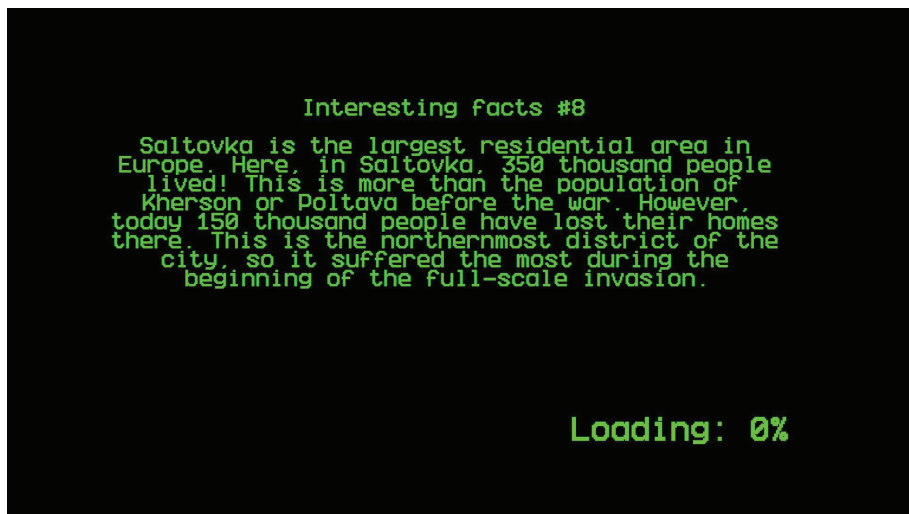 Interesting facts #8
Saltovka is the largest residential area in
Europe. Here, in Saltovka, 350 thousand people
lived! This is more than the population of
Kherson or Poltava before the war. However,
today 150 thousand people have lost their homes
there. This is the northernmost district of the
city, so it suffered the most during the
beginning of the full-scale invasion.
Loading: 0%